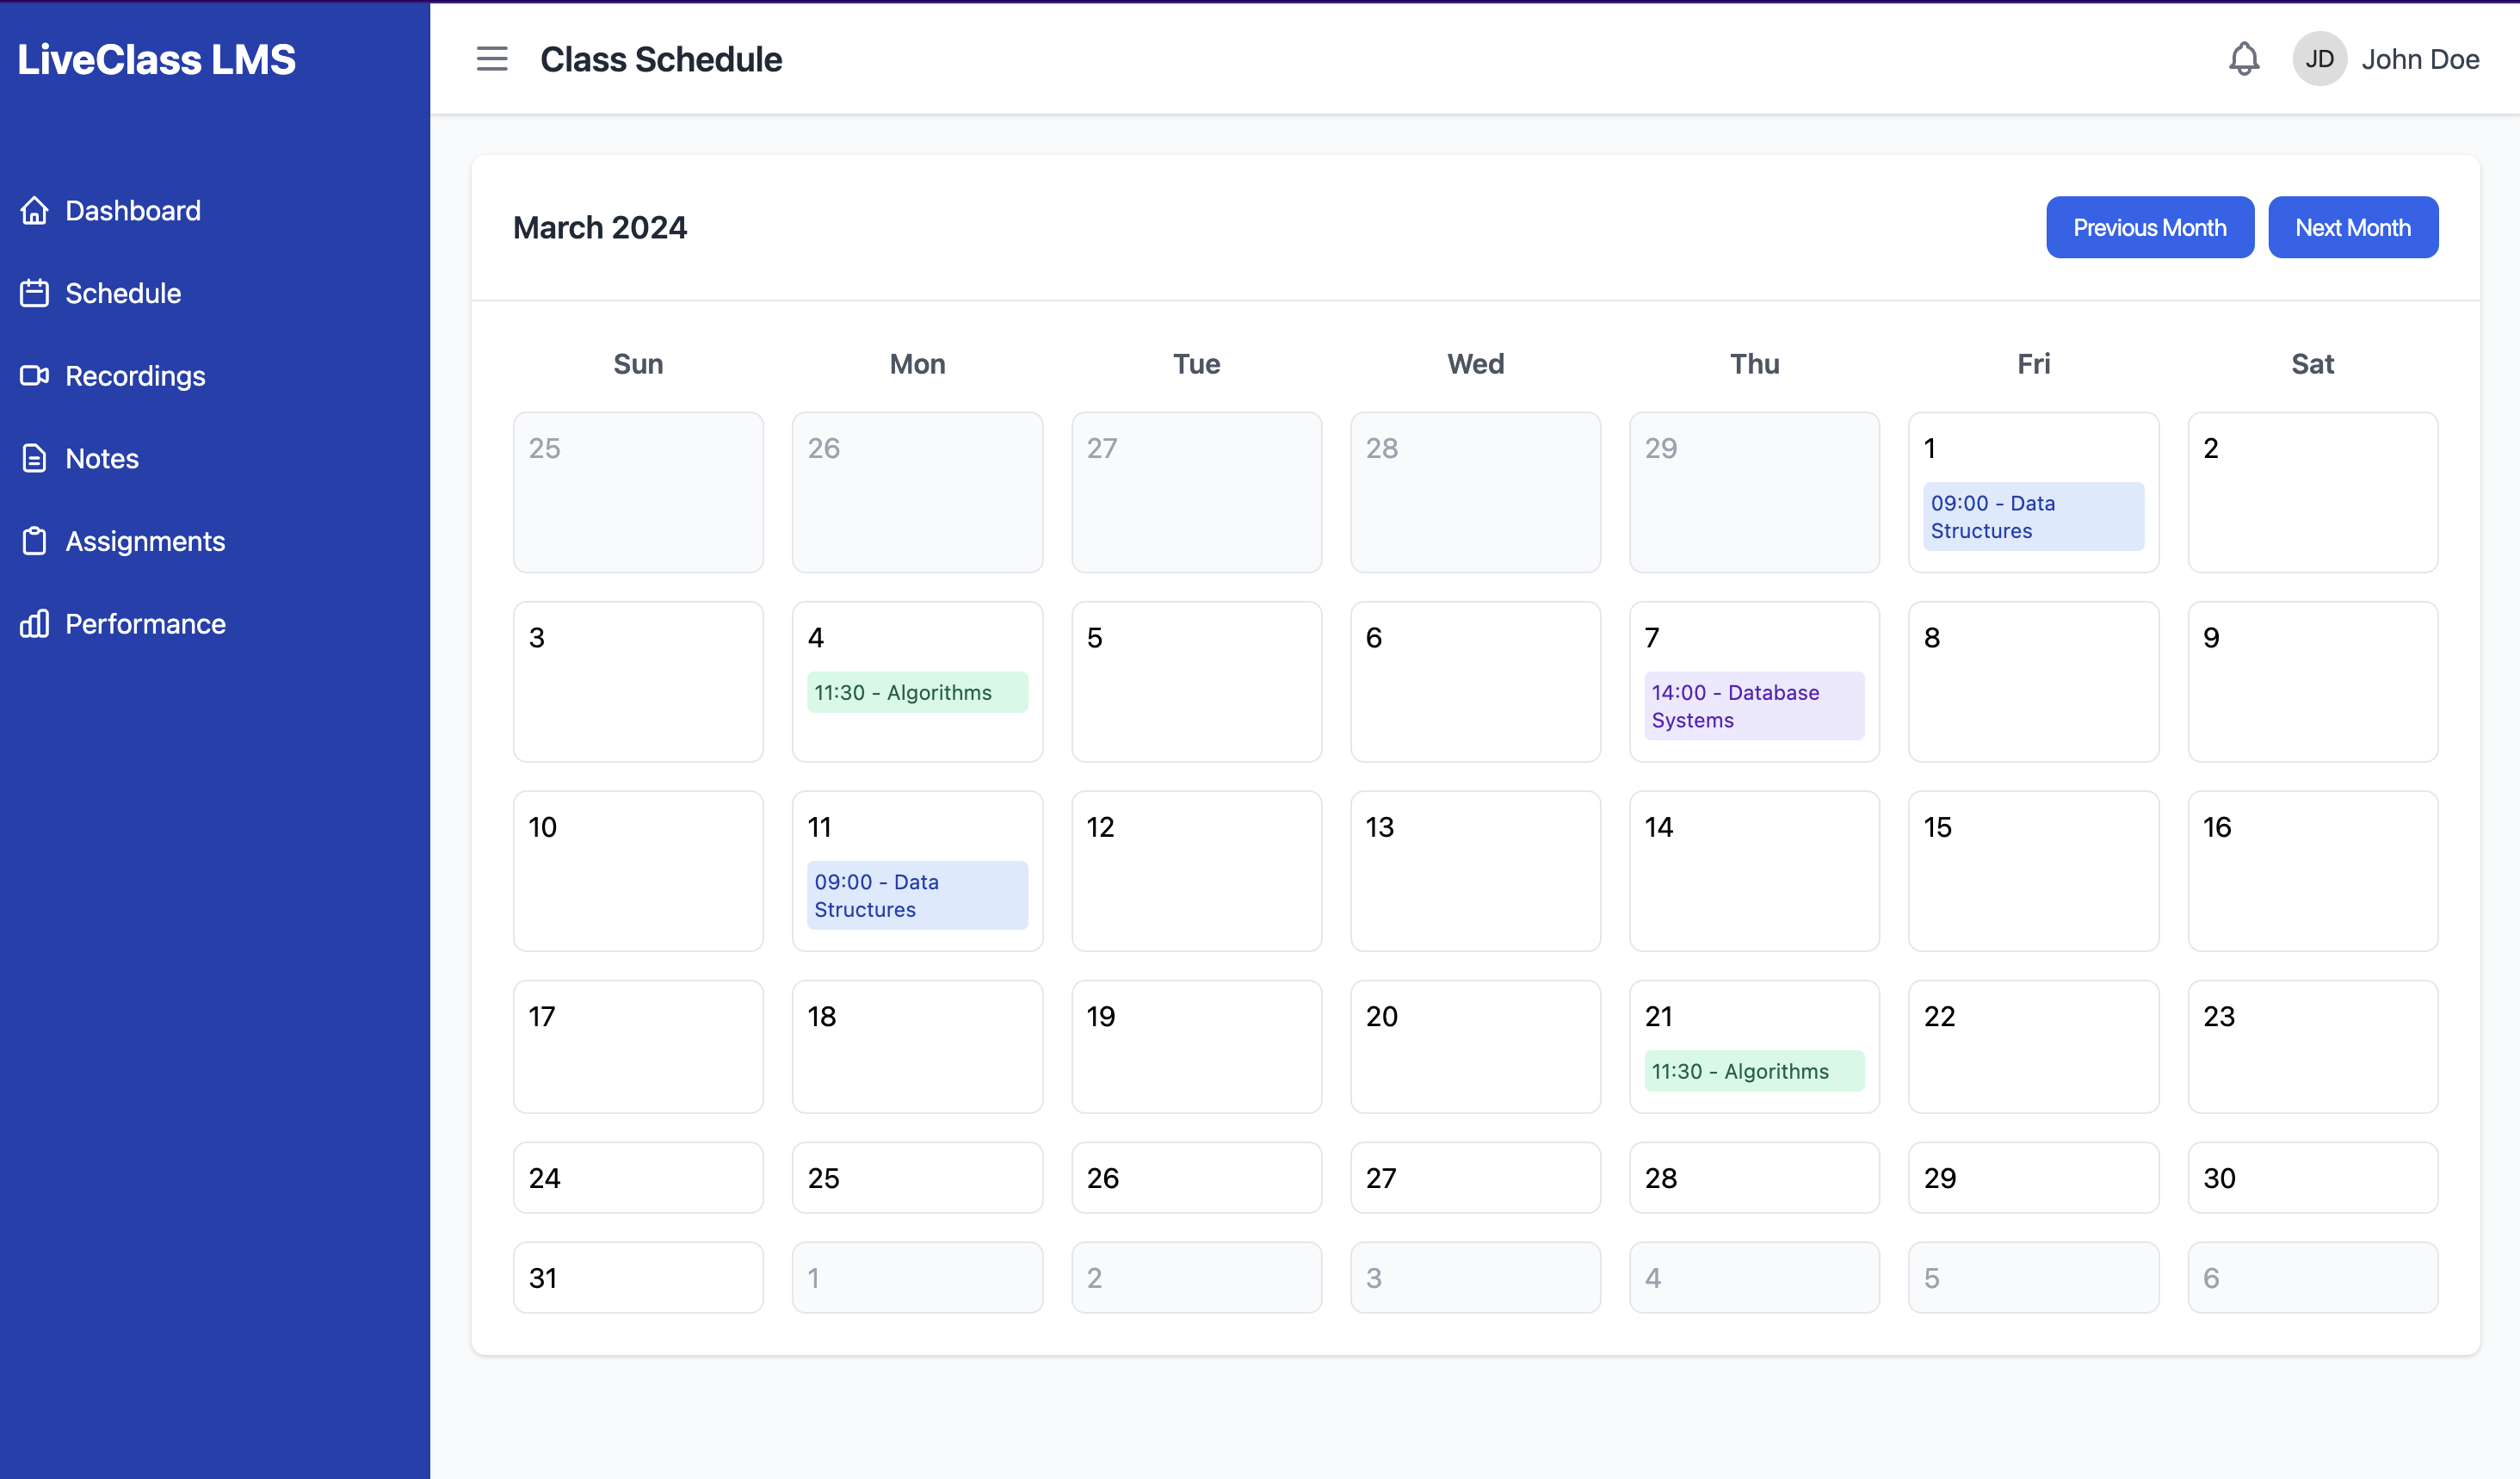 LiveClass LMS
Dashboard
Schedule
Recordings
Notes
Assignments
Performance
Class Schedule
JD John Doe
March 2024
Previous Month Next Month
Sun Mon Tue Wed Thu Fri Sat
25 26 27 28 29 1 2
09:00 - Data
Structures
3 4 5 6 7 8 9
11:30 - Algorithms
14:00 - Database
Systems
10 11 12 13 14 15 16
09:00 - Data
Structures
17 18 19 20 21 22 23
11:30 - Algorithms
24 25 26 27 28 29 30
31 1 2 3 4 5 6